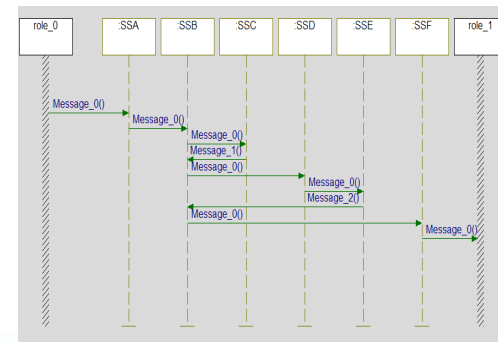 role_0 :SSA :SSB :SSC :SSD :SSE :SSF role_1
Message_0()
Message_0()
Message_0()
Message_1()
Message_0()
Message_0()
Message_2()
Message_0()
Message_0()